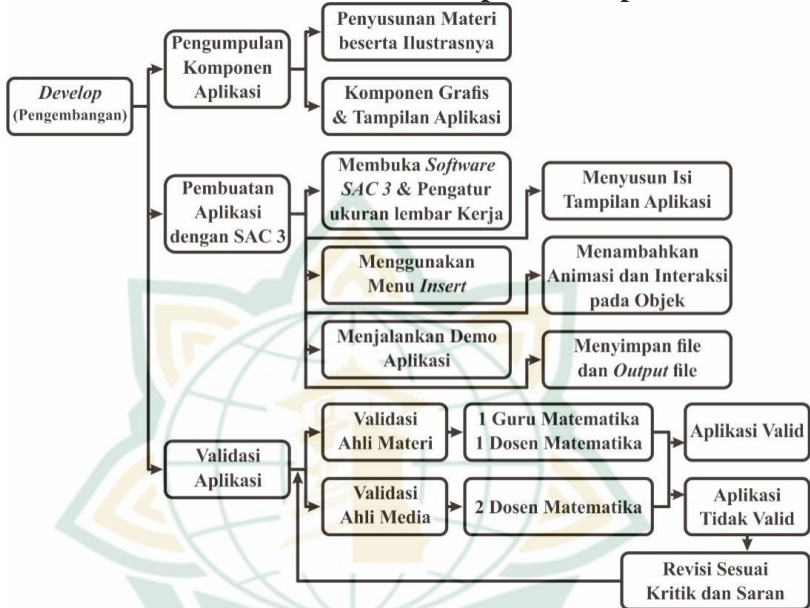 Develop
(Pengembangan)
Pengumpulan
Komponen
Aplikasi
Penyusunan Materi
beserta Ilustrasnya
Komponen Grafis
& Tampilan Aplikasi
Pembuatan
Aplikasi
dengan SAC 3
Membuka Software
SAC 3 & Pengatur
ukuran lembar Kerja
Menyusun Isi
Tampilan Aplikasi
Menggunakan
Menu Insert
Menambahkan
Animasi dan Interaksi
pada Objek
Menjalankan Demo
Aplikasi
Menyimpan file
dan Output file
Validasi
Aplikasi
Validasi
Ahli Materi
1 Guru Matematika
1 Dosen Matematika
Aplikasi Valid
Validasi
Ahli Media
2 Dosen Matematika
Aplikasi
Tidak Valid
Revisi Sesuai
Kritik dan Saran